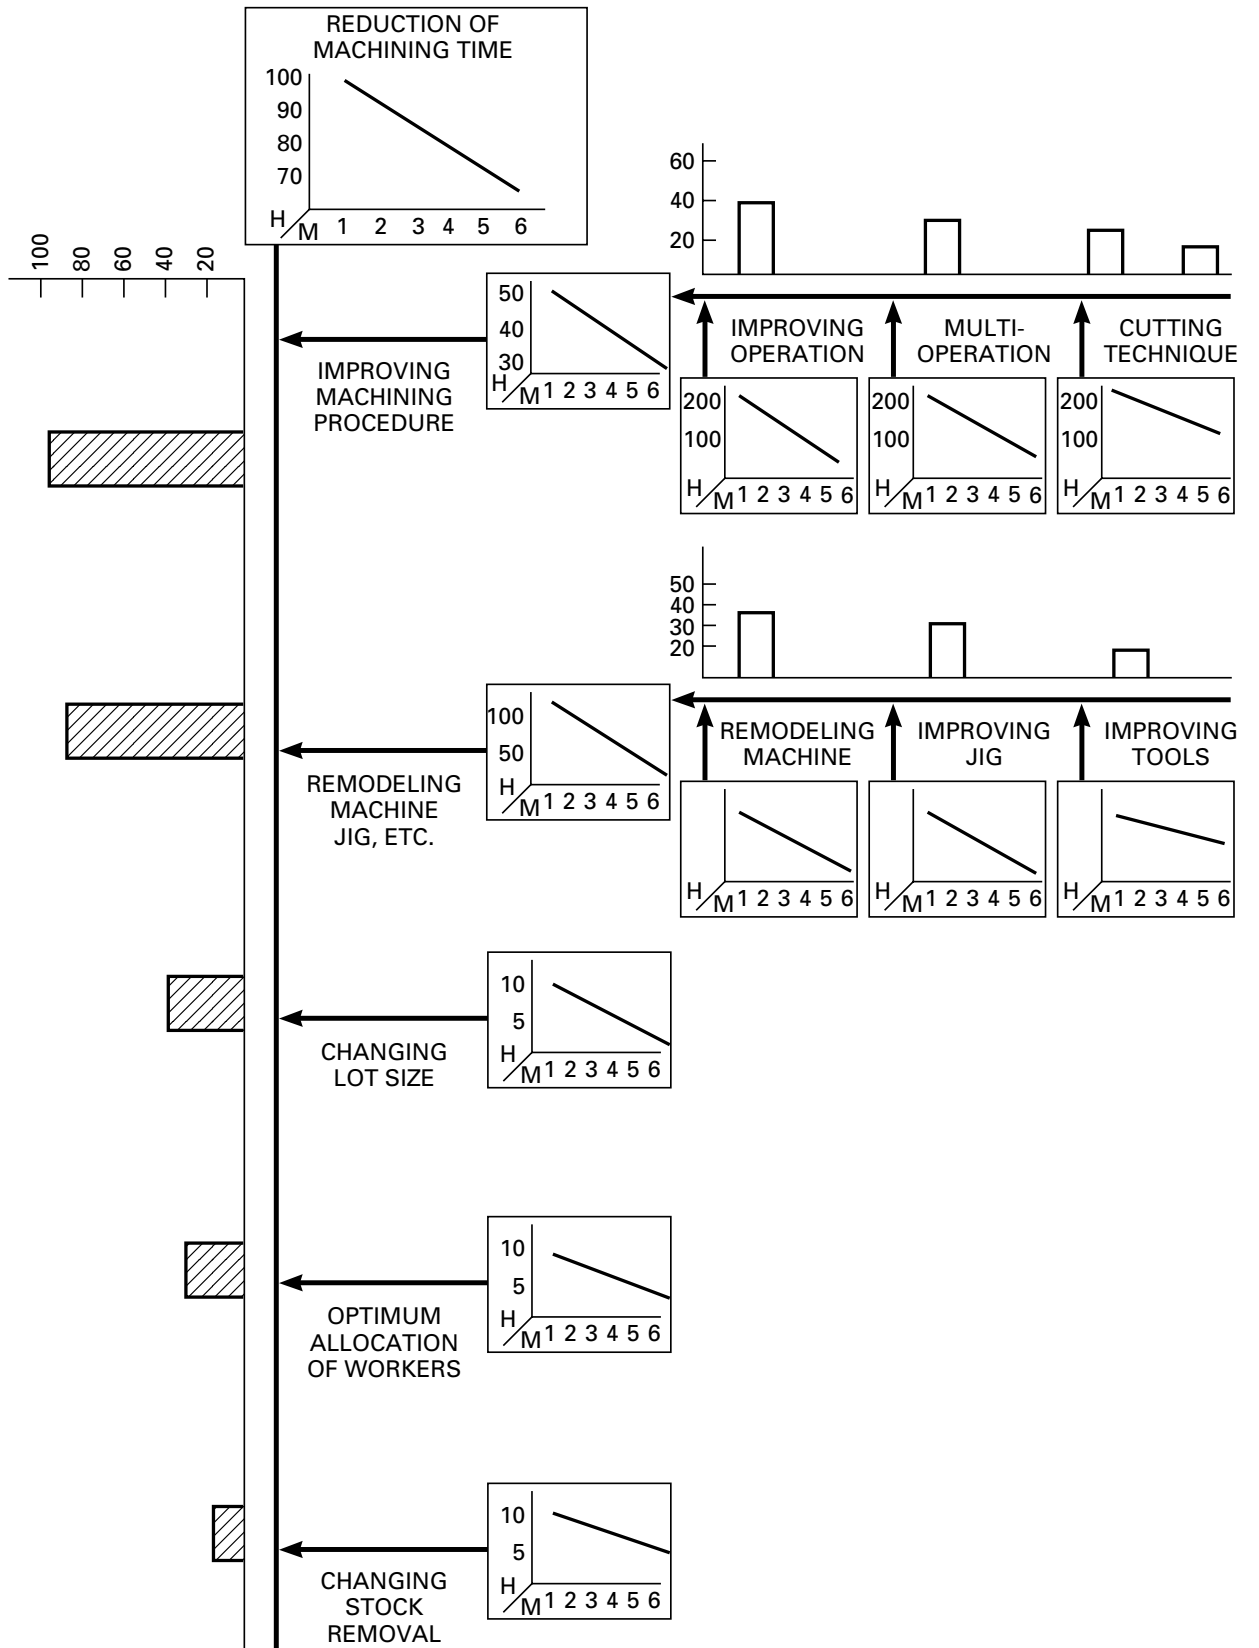 REDUCTION OF
MACHINING TIME
100
90
80
70
H
M 1 2 3 4 5 6
100 80 60 40 20
60
40
20
50
40
30
H
M 1 2 3 4 5 6
IMPROVING
MACHINING
PROCEDURE
IMPROVING
OPERATION
MULTI-
OPERATION
CUTTING
TECHNIQUE
200
100
H
M 1 2 3 4 5 6
200
100
H
M 1 2 3 4 5 6
200
100
H
M 1 2 3 4 5 6
50
40
30
20
100
50
H
M 1 2 3 4 5 6
REMODELING
MACHINE
JIG, ETC.
REMODELING
MACHINE
IMPROVING
JIG
IMPROVING
TOOLS
H
M 1 2 3 4 5 6
H
M 1 2 3 4 5 6
H
M 1 2 3 4 5 6
10
5
H
M 1 2 3 4 5 6
CHANGING
LOT SIZE
10
5
H
M 1 2 3 4 5 6
OPTIMUM
ALLOCATION
OF WORKERS
10
5
H
M 1 2 3 4 5 6
CHANGING
STOCK
REMOVAL